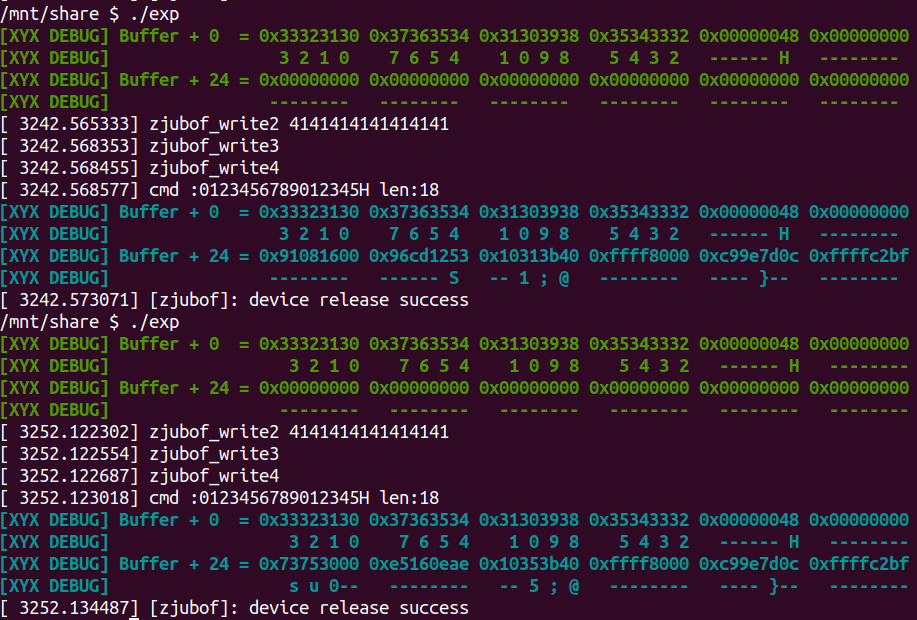 /mnt/share $ ./exp
[XYX DEBUG] Buffer + 0  = 0x33323130 0x37363534 0x31303938 0x35343332 0x00000048 0x00000000
[XYX DEBUG]                 3 2 1 0    7 6 5 4    1 0 9 8    5 4 3 2   ------ H   --------
[XYX DEBUG] Buffer + 24 = 0x00000000 0x00000000 0x00000000 0x00000000 0x00000000 0x00000000
[XYX DEBUG]                --------   --------   --------   --------   --------   --------
[ 3242.565333] zjubof_write2 4141414141414141
[ 3242.568353] zjubof_write3
[ 3242.568455] zjubof_write4
[ 3242.568577] cmd :0123456789012345H len:18
[XYX DEBUG] Buffer + 0  = 0x33323130 0x37363534 0x31303938 0x35343332 0x00000048 0x00000000
[XYX DEBUG]                 3 2 1 0    7 6 5 4    1 0 9 8    5 4 3 2   ------ H   --------
[XYX DEBUG] Buffer + 24 = 0x91081600 0x96cd1253 0x10313b40 0xffff8000 0xc99e7d0c 0xffffc2bf
[XYX DEBUG]                --------   ------ S   -- 1 ; @   --------   ---- }--   --------
[ 3242.573071] [zjubof]: device release success
/mnt/share $ ./exp
[XYX DEBUG] Buffer + 0  = 0x33323130 0x37363534 0x31303938 0x35343332 0x00000048 0x00000000
[XYX DEBUG]                  3 2 1 0    7 6 5 4    1 0 9 8    5 4 3 2   ------ H   --------
[XYX DEBUG] Buffer + 24 = 0x00000000 0x00000000 0x00000000 0x00000000 0x00000000 0x00000000
[XYX DEBUG]                 --------   --------   --------   --------   --------   --------
[ 3252.122302] zjubof_write2 4141414141414141
[ 3252.122554] zjubof_write3
[ 3252.122687] zjubof_write4
[ 3252.123018] cmd :0123456789012345H len:18
[XYX DEBUG] Buffer + 0  = 0x33323130 0x37363534 0x31303938 0x35343332 0x00000048 0x00000000
[XYX DEBUG]                  3 2 1 0    7 6 5 4    1 0 9 8    5 4 3 2   ------ H   --------
[XYX DEBUG] Buffer + 24 = 0x73753000 0xe5160eae 0x10353b40 0xffff8000 0xc99e7d0c 0xffffc2bf
[XYX DEBUG]                  s u 0--   --------   -- 5 ; @   --------   ---- }--   --------
[ 3252.134487] [zjubof]: device release success